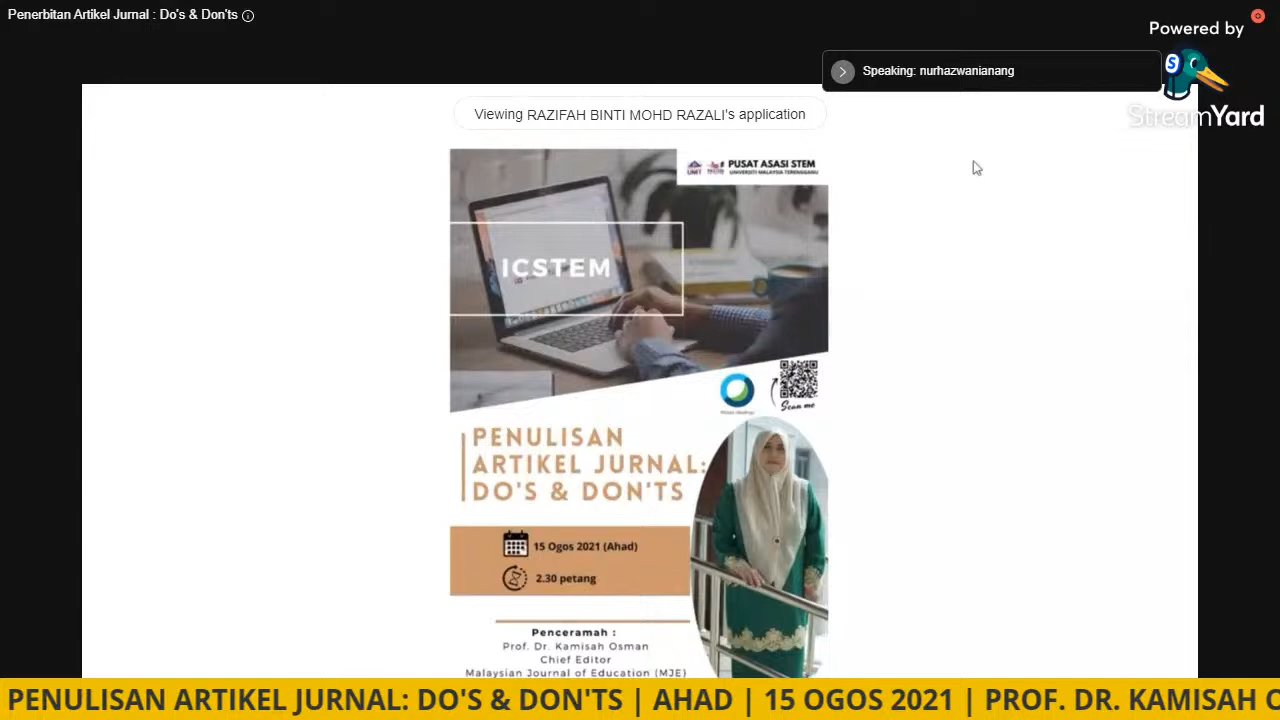 Penerbitan Artikel Jurnal : Do's & Don'ts
Powered by
Speaking: nurhazwanianang
StreamYard
Viewing RAZIFAH BINTI MOHD RAZALI's application
PUSAT ASASI STEM
UNIVERSITI MALAYSIA TERENGGANU
ICSTEM
Scan me
PENULISAN
ARTIKEL JURNAL:
DO'S & DON'TS
15 Ogos 2021 (Ahad)
2.30 petang
Penceramah :
Prof. Dr. Kamisah Osman
Chief Editor
Malaysian Journal of Education (MJE)
PENULISAN ARTIKEL JURNAL: DO'S & DON'TS | AHAD | 15 OGOS 2021 | PROF. DR. KAMISAH